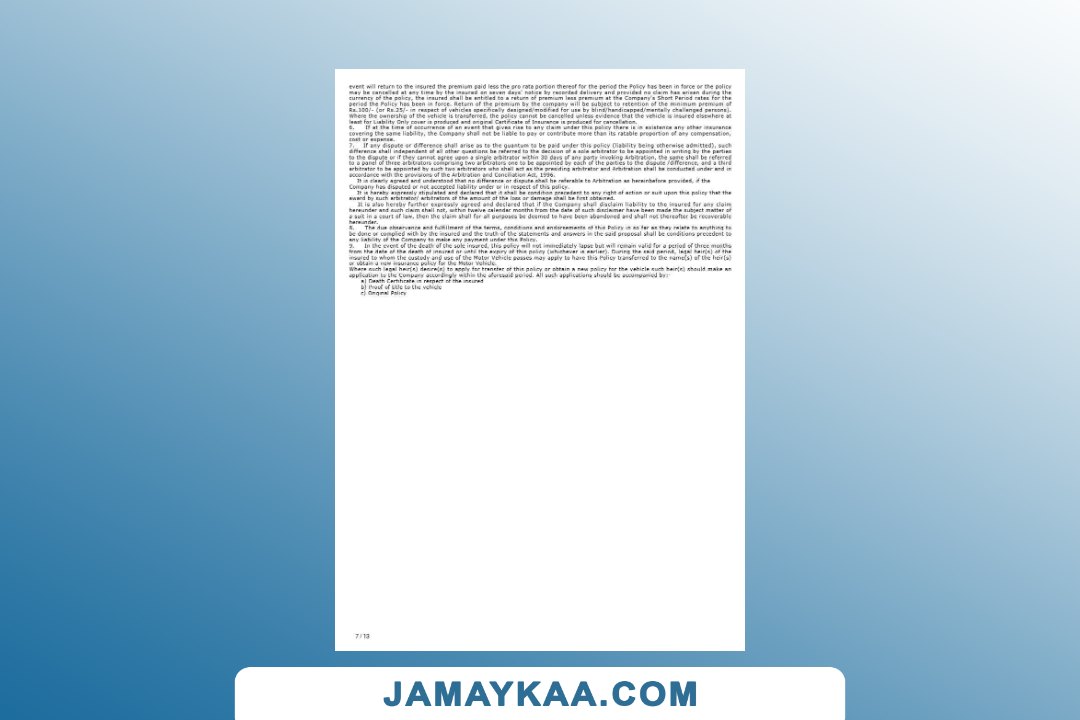 event will return to the insured the premium paid less the pro rata portion thereof for the period the Policy has been in force or the policy
may be cancelled at any time by the insured on seven days' notice by recorded delivery and provided no claim has arisen during the
currency of the policy, the insured shall be entitled to a return of premium less premium at the Company's Short Period rates for the
period the Policy has been in force. Return of the premium by the company will be subject to retention of the minimum premium of
Rs.100/- (or Rs.25/- in respect of vehicles specifically designed/modified for use by blind/handicapped/mentally challenged persons).
Where the ownership of the vehicle is transferred, the policy cannot be cancelled unless evidence that the vehicle is insured elsewhere at
least for Liability Only cover is produced and original Certificate of Insurance is produced for cancellation.
6. If at the time of occurrence of an event that gives rise to any claim under this policy there is in existence any other insurance
covering the same liability, the Company shall not be liable to pay or contribute more than its ratable proportion of any compensation,
cost or expense.
7. If any dispute or difference shall arise as to the quantum to be paid under this policy (liability being otherwise admitted), such
difference shall independent of all other questions be referred to the decision of a sole arbitrator to be appointed in writing by the parties
to the dispute or if they cannot agree upon a single arbitrator within 30 days of any party invoking Arbitration, the same shall be referred
to a panel of three arbitrators comprising two arbitrators one to be appointed by each of the parties to the dispute /difference, and a third
arbitrator to be appointed by such two arbitrators who shall act as the presiding arbitrator and Arbitration shall be conducted under and in
accordance with the provisions of the Arbitration and Conciliation Act, 1996.
It is clearly agreed and understood that no difference or dispute shall be referable to Arbitration as hereinbefore provided, if the
Company has disputed or not accepted liability under or in respect of this policy.
It is hereby expressly stipulated and declared that it shall be condition precedent to any right of action or suit upon this policy that the
award by such arbitrator/ arbitrators of the amount of the loss or damage shall be first obtained.
It is also hereby further expressly agreed and declared that if the Company shall disclaim liability to the insured for any claim
hereunder and such claim shall not, within twelve calendar months from the date of such disclaimer have been made the subject matter of
a suit in a court of law, then the claim shall for all purposes be deemed to have been abandoned and shall not thereafter be recoverable
hereunder.
8. The due observance and fulfillment of the terms, conditions and endorsements of this Policy in so far as they relate to anything to
be done or complied with by the insured and the truth of the statements and answers in the said proposal shall be conditions precedent to
any liability of the Company to make any payment under this Policy.
9. In the event of the death of the sole insured, this policy will not immediately lapse but will remain valid for a period of three months
from the date of the death of insured or until the expiry of this policy (whichever is earlier). During the said period, legal heir(s) of the
insured to whom the custody and use of the Motor Vehicle passes may apply to have this Policy transferred to the name(s) of the heir(s)
or obtain a new insurance policy for the Motor Vehicle.
Where such legal heir(s) desire(s) to apply for transfer of this policy or obtain a new policy for the vehicle such heir(s) should make an
application to the Company accordingly within the aforesaid period. All such applications should be accompanied by:-
a) Death Certificate in respect of the insured
b) Proof of title to the vehicle
c) Original Policy
7 / 13
JAMAYKAA.COM